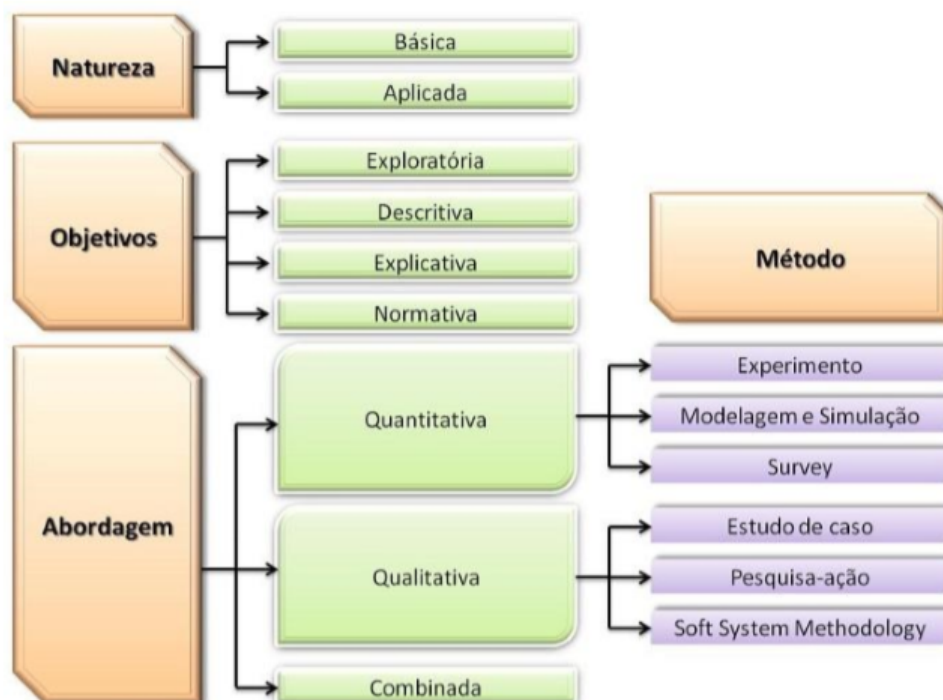 Natureza
Básica
Aplicada
Objetivos
Exploratória
Descritiva
Explicativa
Normativa
Abordagem
Quantitativa
Qualitativa
Combinada
Método
Experimento
Modelagem e Simulação
Survey
Estudo de caso
Pesquisa-ação
Soft System Methodology